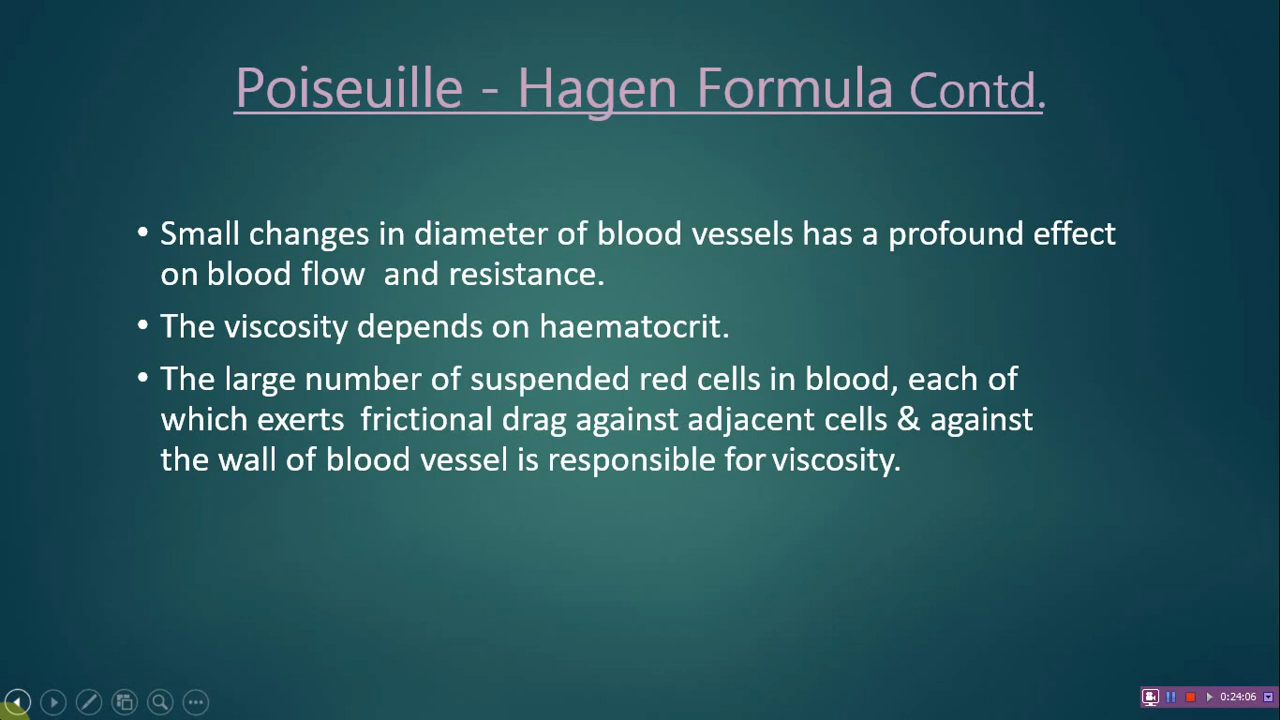 Poiseuille - Hagen Formula Contd.
• Small changes in diameter of blood vessels has a profound effect
on blood flow and resistance.
• The viscosity depends on haematocrit.
• The large number of suspended red cells in blood, each of
which exerts frictional drag against adjacent cells & against
the wall of blood vessel is responsible for viscosity.
0:24:06